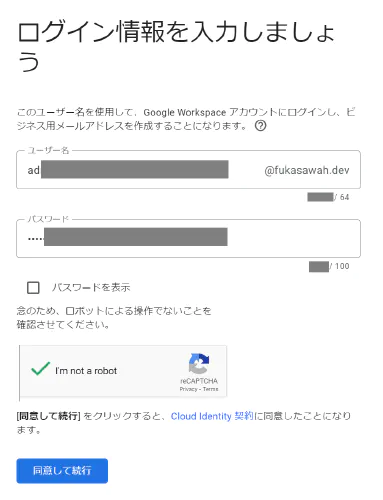 ログイン情報を入力しましょ
う
このユーザー名を使用して、Google Workspace アカウントにログインし、ビ
ジネス用メールアドレスを作成することになります。
ユーザー名
ad @fukasawah.dev
/ 64
パスワード
•••••
/ 100
パスワードを表示
念のため、ロボットによる操作でないことを
確認させてください。
I'm not a robot
reCAPTCHA
Privacy - Terms
[同意して続行] をクリックすると、Cloud Identity 契約に同意したことになり
ます。
同意して続行